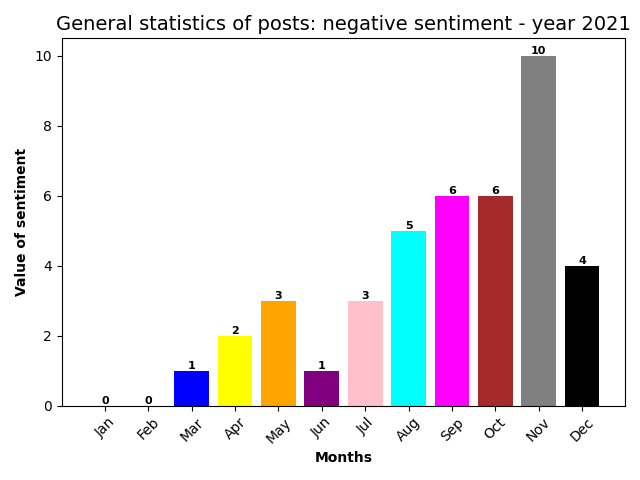 General statistics of posts: negative sentiment - year 2021
Value of sentiment
10
8
6
4
2
0
0
0
1
2
3
1
3
5
6
6
10
4
Jan
Feb
Mar
Apr
May
Jun
Jul
Aug
Sep
Oct
Nov
Dec
Months